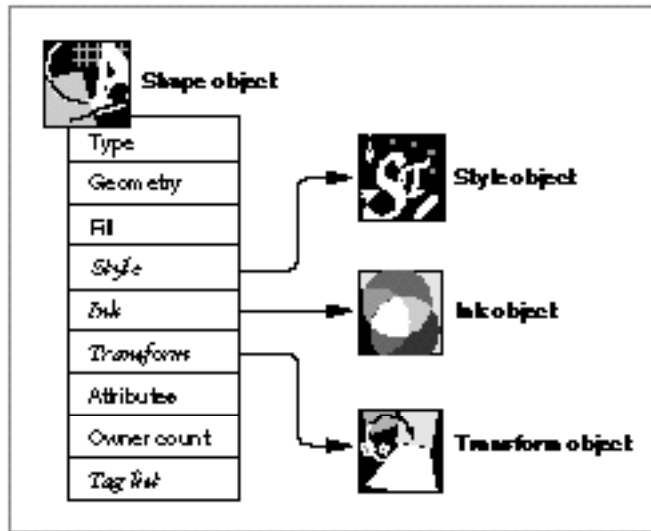 Shape object
Type
Geometry
Fill
Style
Style object
Ink
Ink object
Transform
Attributes
Owner count
Transform object
Tag list